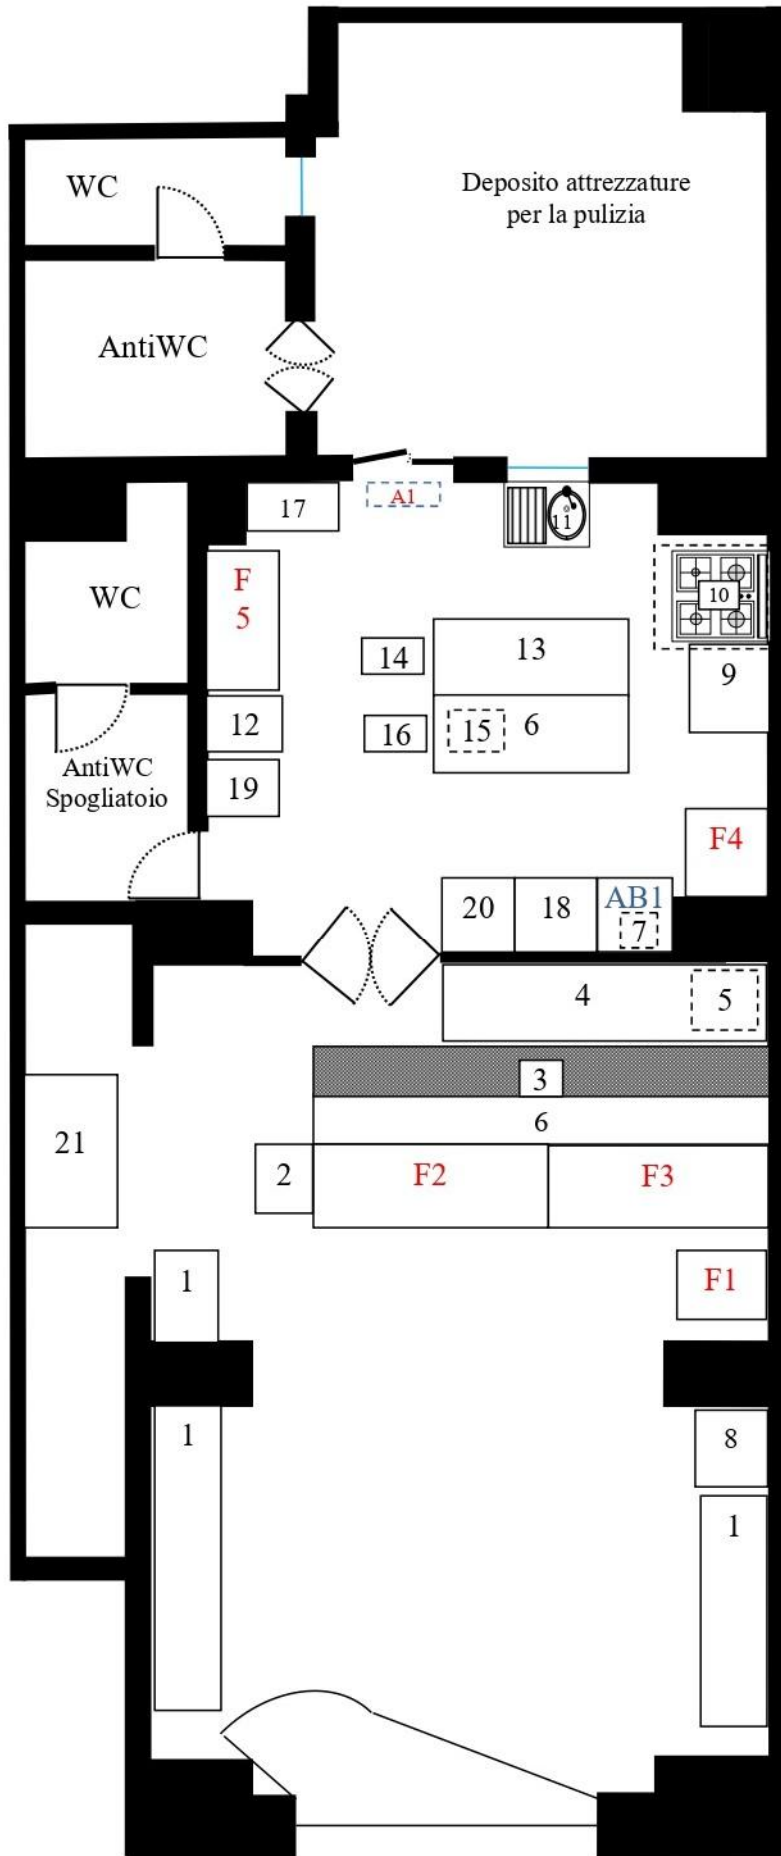 WC
Deposito attrezzature
per la pulizia
AntiWC
A1
17
11
F
5
WC
10
13
14
9
12
16
15
6
AntiWC
Spogliatoio
19
F4
20
18
AB1
7
4
5
3
6
21
2
F2
F3
1
F1
1
8
1